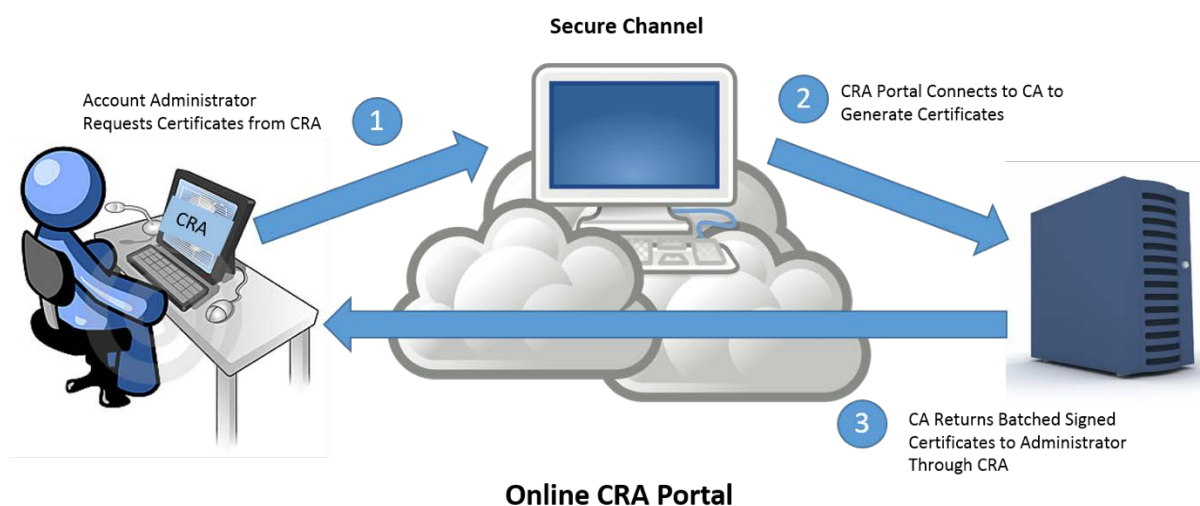 Secure Channel
Account Administrator
Requests Certificates from CRA
1
2
CRA Portal Connects to CA to
Generate Certificates
CRA
3
CA Returns Batched Signed
Certificates to Administrator
Through CRA
Online CRA Portal